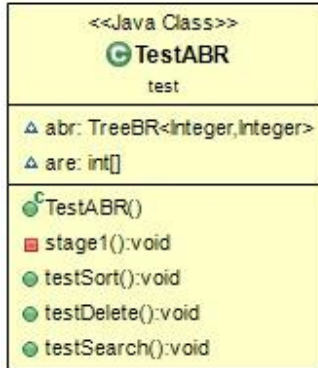 <<Java Class>>
TestABR
test
abr: TreeBR<Integer,Integer>
are: int[]
TestABR()
stage1():void
testSort():void
testDelete():void
testSearch():void